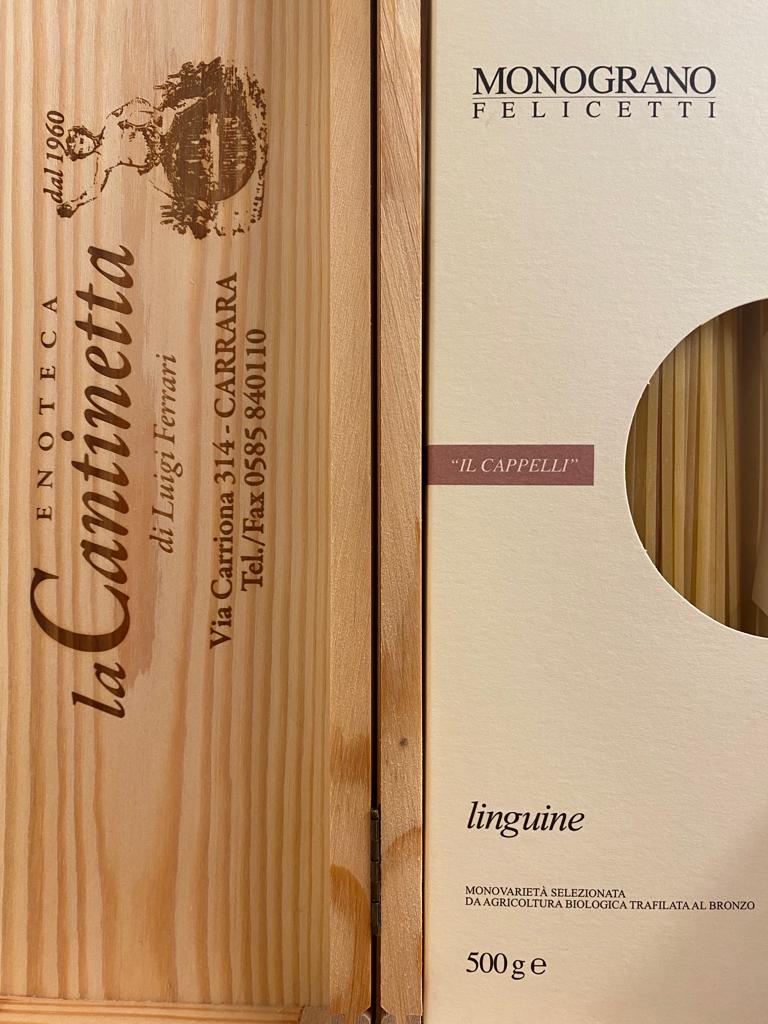 ENOTECA
dal 1960
la Cantinetta
di Luigi Ferrari
Via Carriona 314 - CARRARA
Tel./Fax 0585 840110
MONOGRANO
FELICETTI
“IL CAPPELLI”
linguine
MONOVARIETÀ SELEZIONATA
DA AGRICOLTURA BIOLOGICA TRAFILATA AL BRONZO
500 g ℮